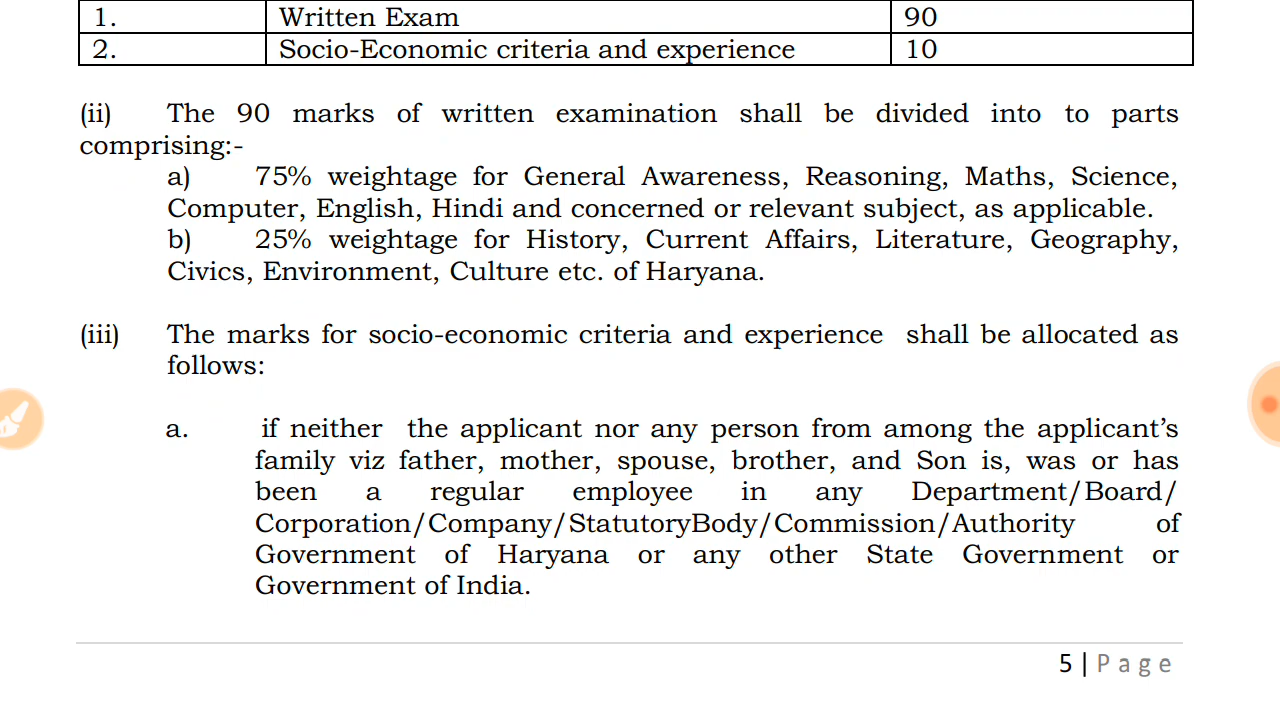 1. Written Exam 90
2. Socio-Economic criteria and experience 10
(ii) The 90 marks of written examination shall be divided into to parts
comprising:-
a) 75% weightage for General Awareness, Reasoning, Maths, Science,
Computer, English, Hindi and concerned or relevant subject, as applicable.
b) 25% weightage for History, Current Affairs, Literature, Geography,
Civics, Environment, Culture etc. of Haryana.
(iii) The marks for socio-economic criteria and experience shall be allocated as
follows:
a. if neither the applicant nor any person from among the applicant’s
family viz father, mother, spouse, brother, and Son is, was or has
been a regular employee in any Department/Board/
Corporation/Company/StatutoryBody/Commission/Authority of
Government of Haryana or any other State Government or
Government of India.
5 | Page